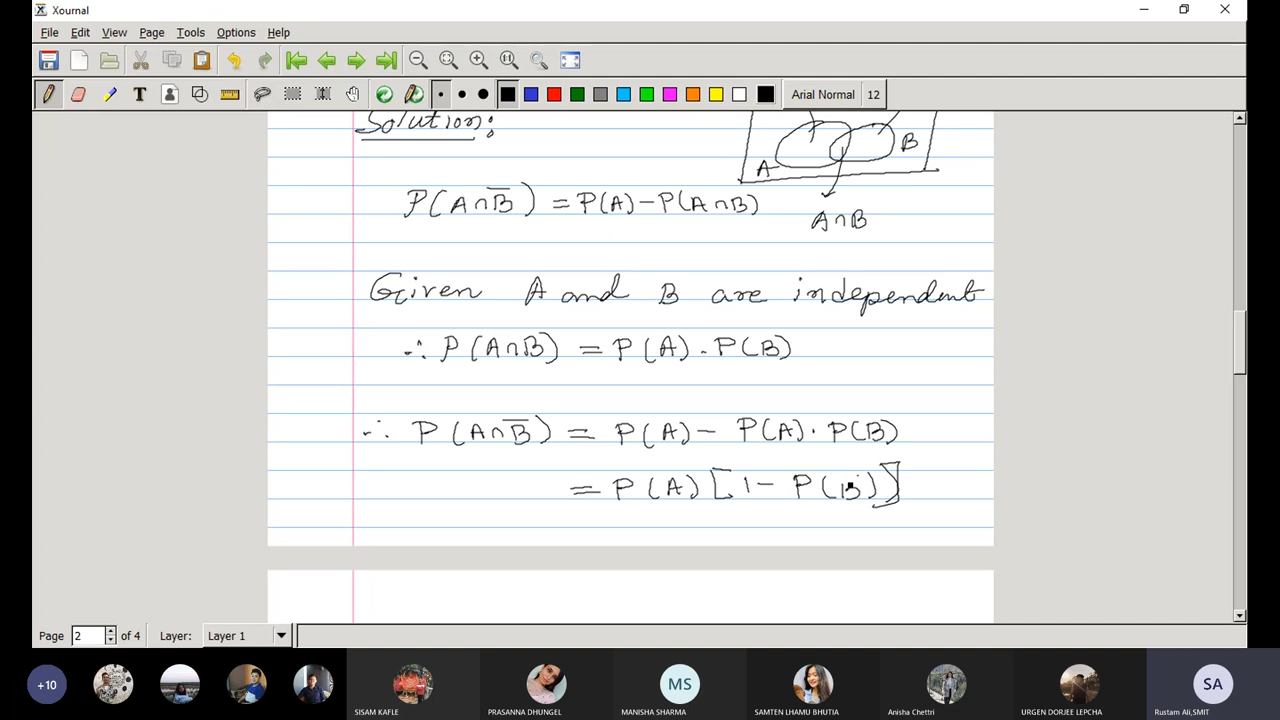 Xournal
File Edit View Page Tools Options Help
Arial Normal 12
Solution:
A B
P(A∩B̅) = P(A) − P(A∩B)
A∩B
Given A and B are independent
∴ P(A∩B) = P(A) . P(B)
∴ P(A∩B̅) = P(A) − P(A) . P(B)
= P(A) [1 − P(B)]
Page 2 of 4 Layer: Layer 1
+10 MS SA
SISAM KAFLE PRASANNA DHUNGEL MANISHA SHARMA SAMTEN LHAMU BHUTIA Anisha Chettri URGEN DORJEE LEPCHA Rustam Ali,SMIT